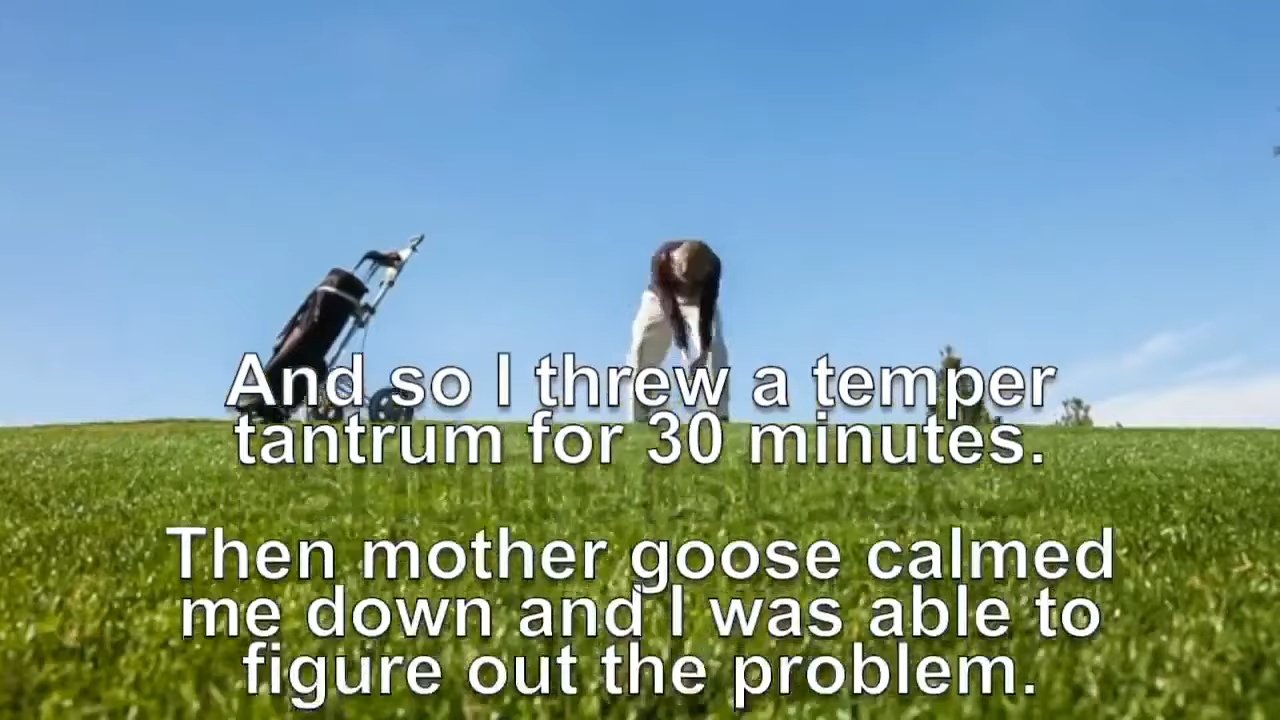 And so I threw a temper
tantrum for 30 minutes.
Then mother goose calmed
me down and I was able to
figure out the problem.